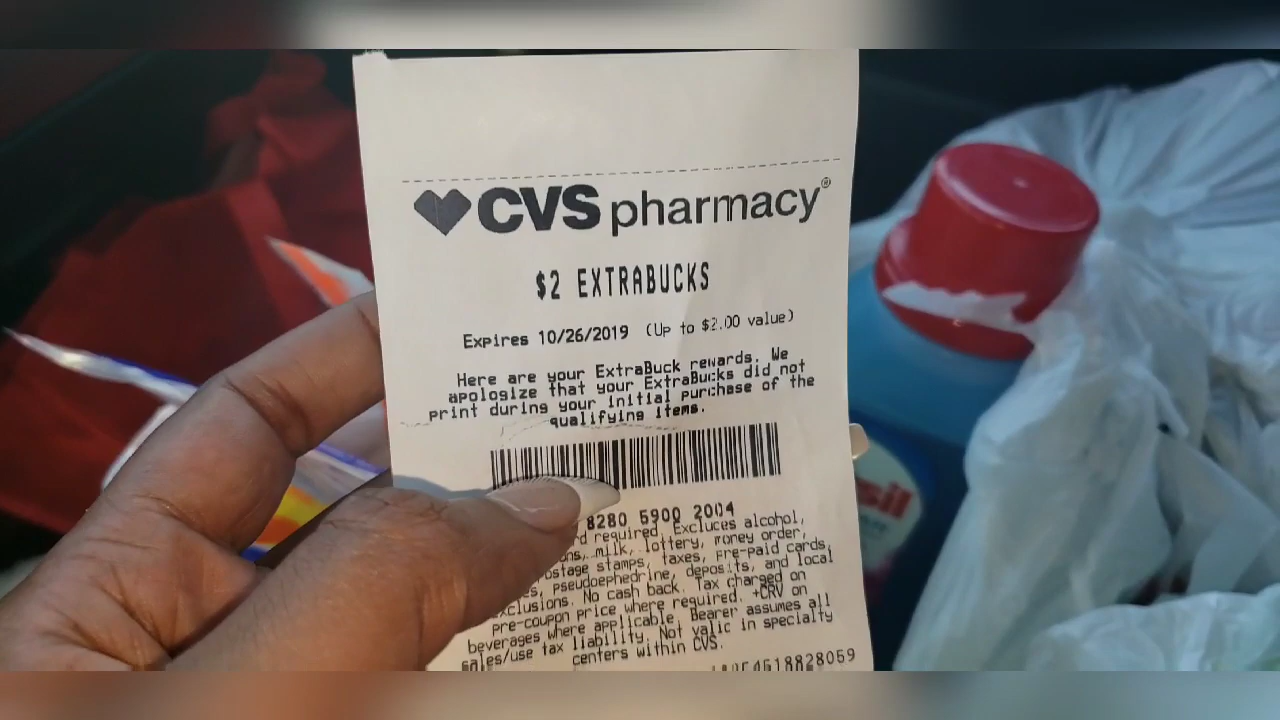 CVS pharmacy®
$2 EXTRABUCKS
Expires 10/26/2019 (Up to $2.00 value)
Here are your ExtraBuck rewards. We
apologize that your ExtraBucks did not
print during your initial purchase of the
qualifying items.
8280 5900 2004
required. Excludes alcohol,
milk, lottery, money order,
stamps, taxes, pre-paid cards,
pseudoephedrine, deposits, and local
No cash back. Tax charged on
pre-coupon price where required. +CRV on
beverages where applicable. Bearer assumes all
sales/use tax liability. Not valid in specialty
centers within CVS.